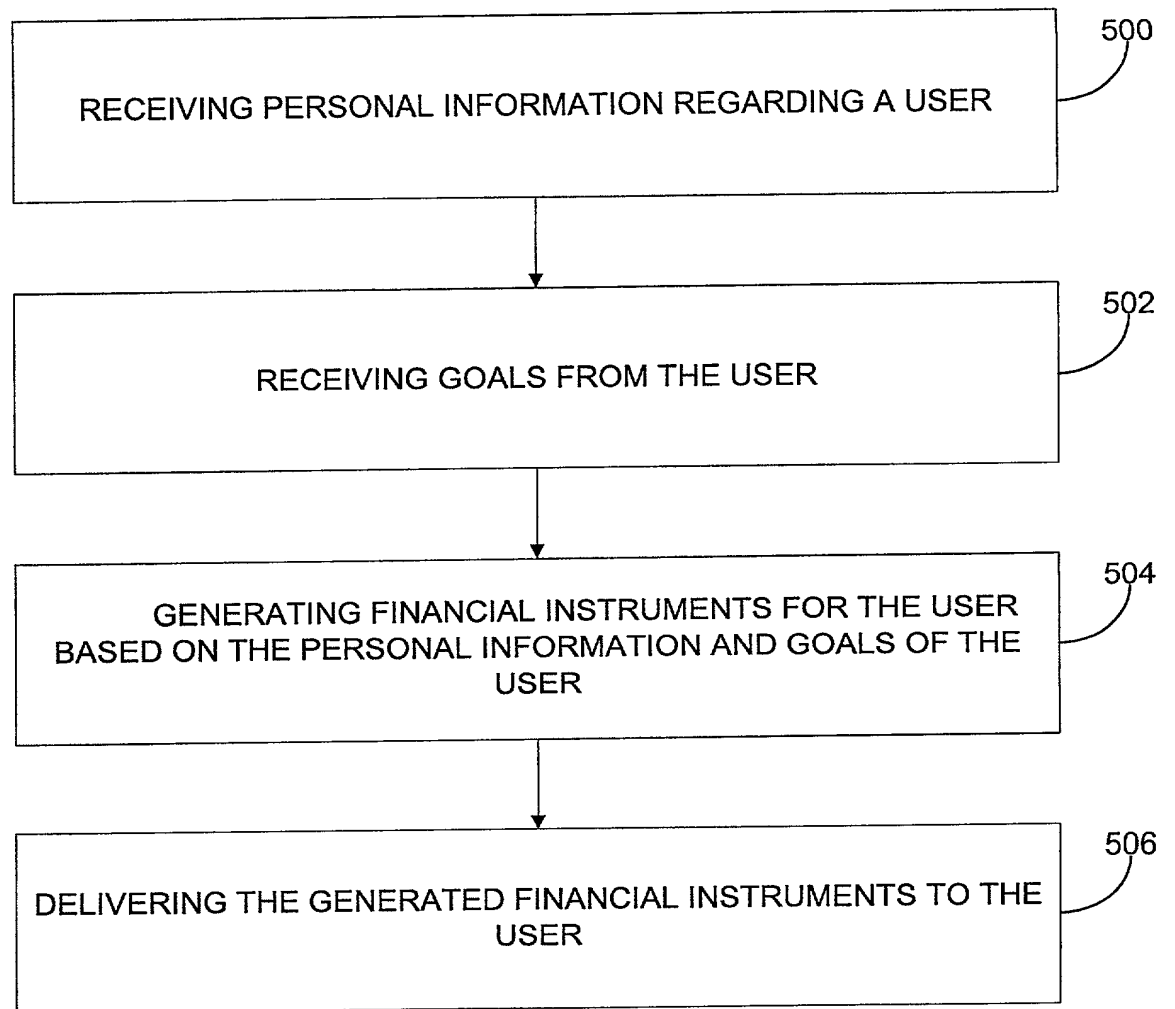 500
RECEIVING PERSONAL INFORMATION REGARDING A USER
502
RECEIVING GOALS FROM THE USER
504
GENERATING FINANCIAL INSTRUMENTS FOR THE USER
BASED ON THE PERSONAL INFORMATION AND GOALS OF THE
USER
506
DELIVERING THE GENERATED FINANCIAL INSTRUMENTS TO THE
USER